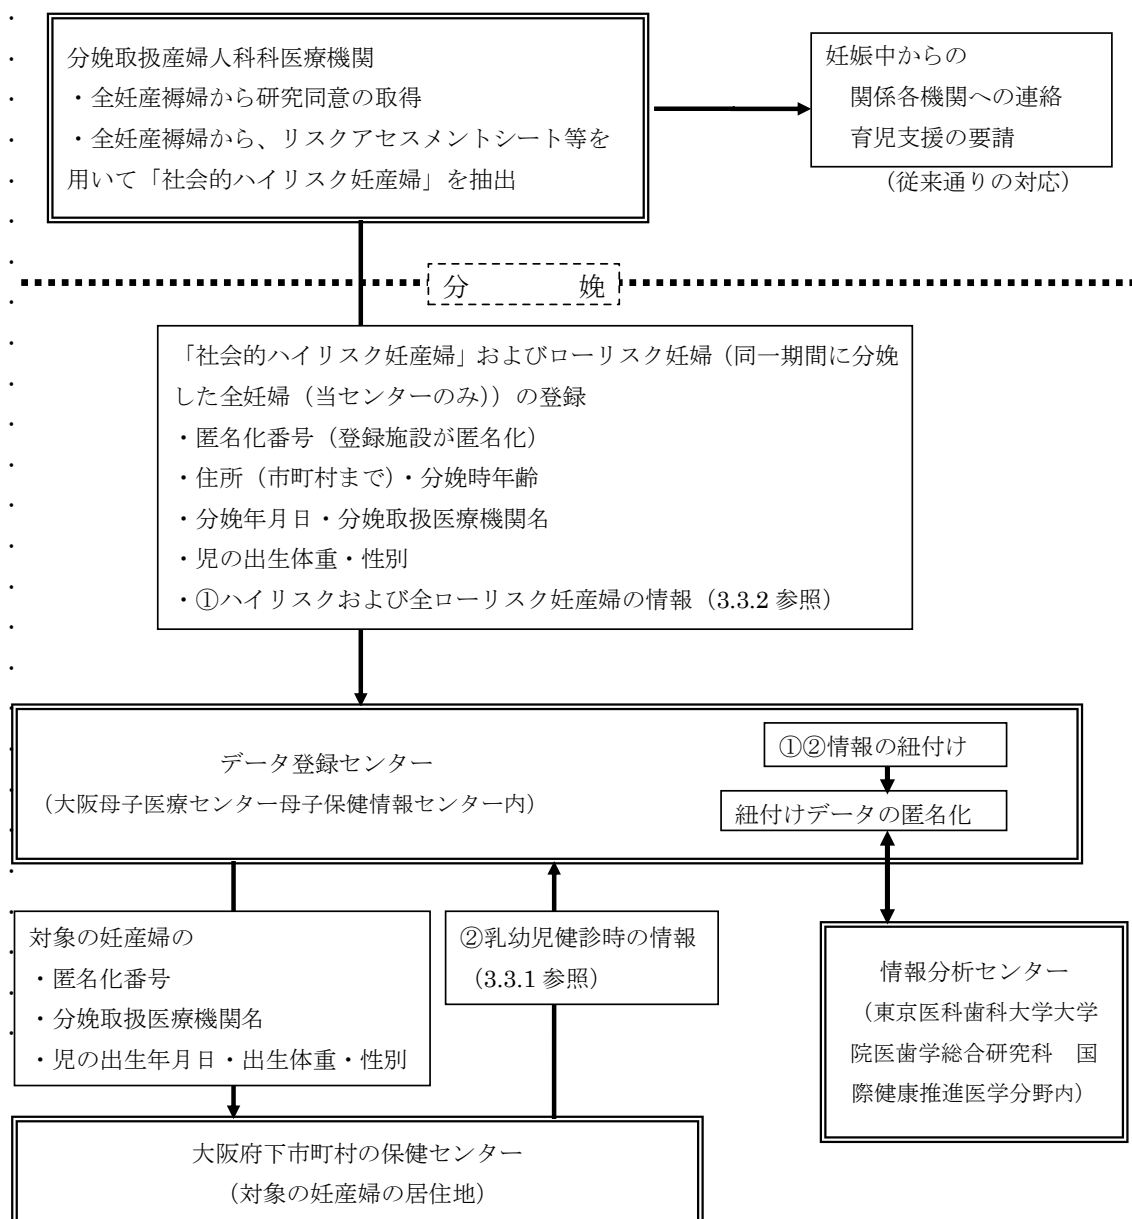 分娩取扱産婦人科科医療機関
・全妊産褥婦から研究同意の取得
・全妊産褥婦から、リスクアセスメントシート等を
用いて「社会的ハイリスク妊産婦」を抽出
妊娠中からの
関係各機関への連絡
育児支援の要請
（従来通りの対応）
分　　　　娩
「社会的ハイリスク妊産婦」およびローリスク妊婦（同一期間に分娩
した全妊婦（当センターのみ））の登録
・匿名化番号（登録施設が匿名化）
・住所（市町村まで）・分娩時年齢
・分娩年月日・分娩取扱医療機関名
・児の出生体重・性別
・①ハイリスクおよび全ローリスク妊産婦の情報（3.3.2 参照）
データ登録センター
（大阪母子医療センター母子保健情報センター内）
①②情報の紐付け
紐付けデータの匿名化
対象の妊産婦の
・匿名化番号
・分娩取扱医療機関名
・児の出生年月日・出生体重・性別
②乳幼児健診時の情報
（3.3.1 参照）
情報分析センター
（東京医科歯科大学大学
院医歯学総合研究科　国
際健康推進医学分野内）
大阪府下市町村の保健センター
（対象の妊産婦の居住地）